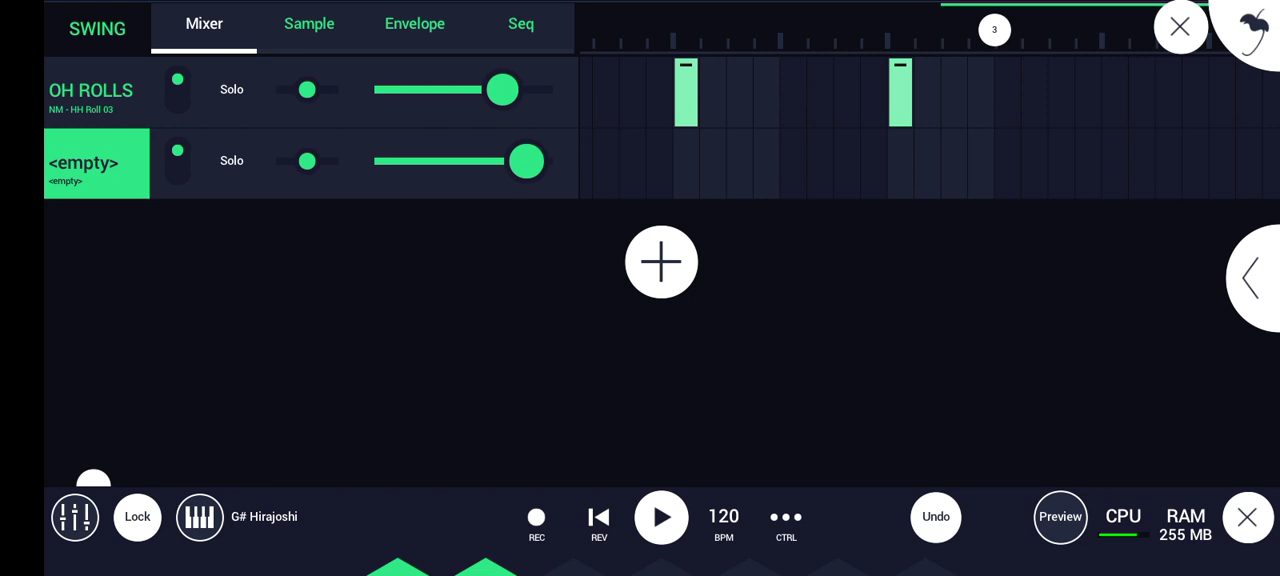 SWING
Mixer
Sample
Envelope
Seq
3
OH ROLLS
NM - HH Roll 03
Solo
<empty>
<empty>
Solo
Lock
G# Hirajoshi
REC
REV
120
BPM
CTRL
Undo
Preview
CPU
RAM
255 MB